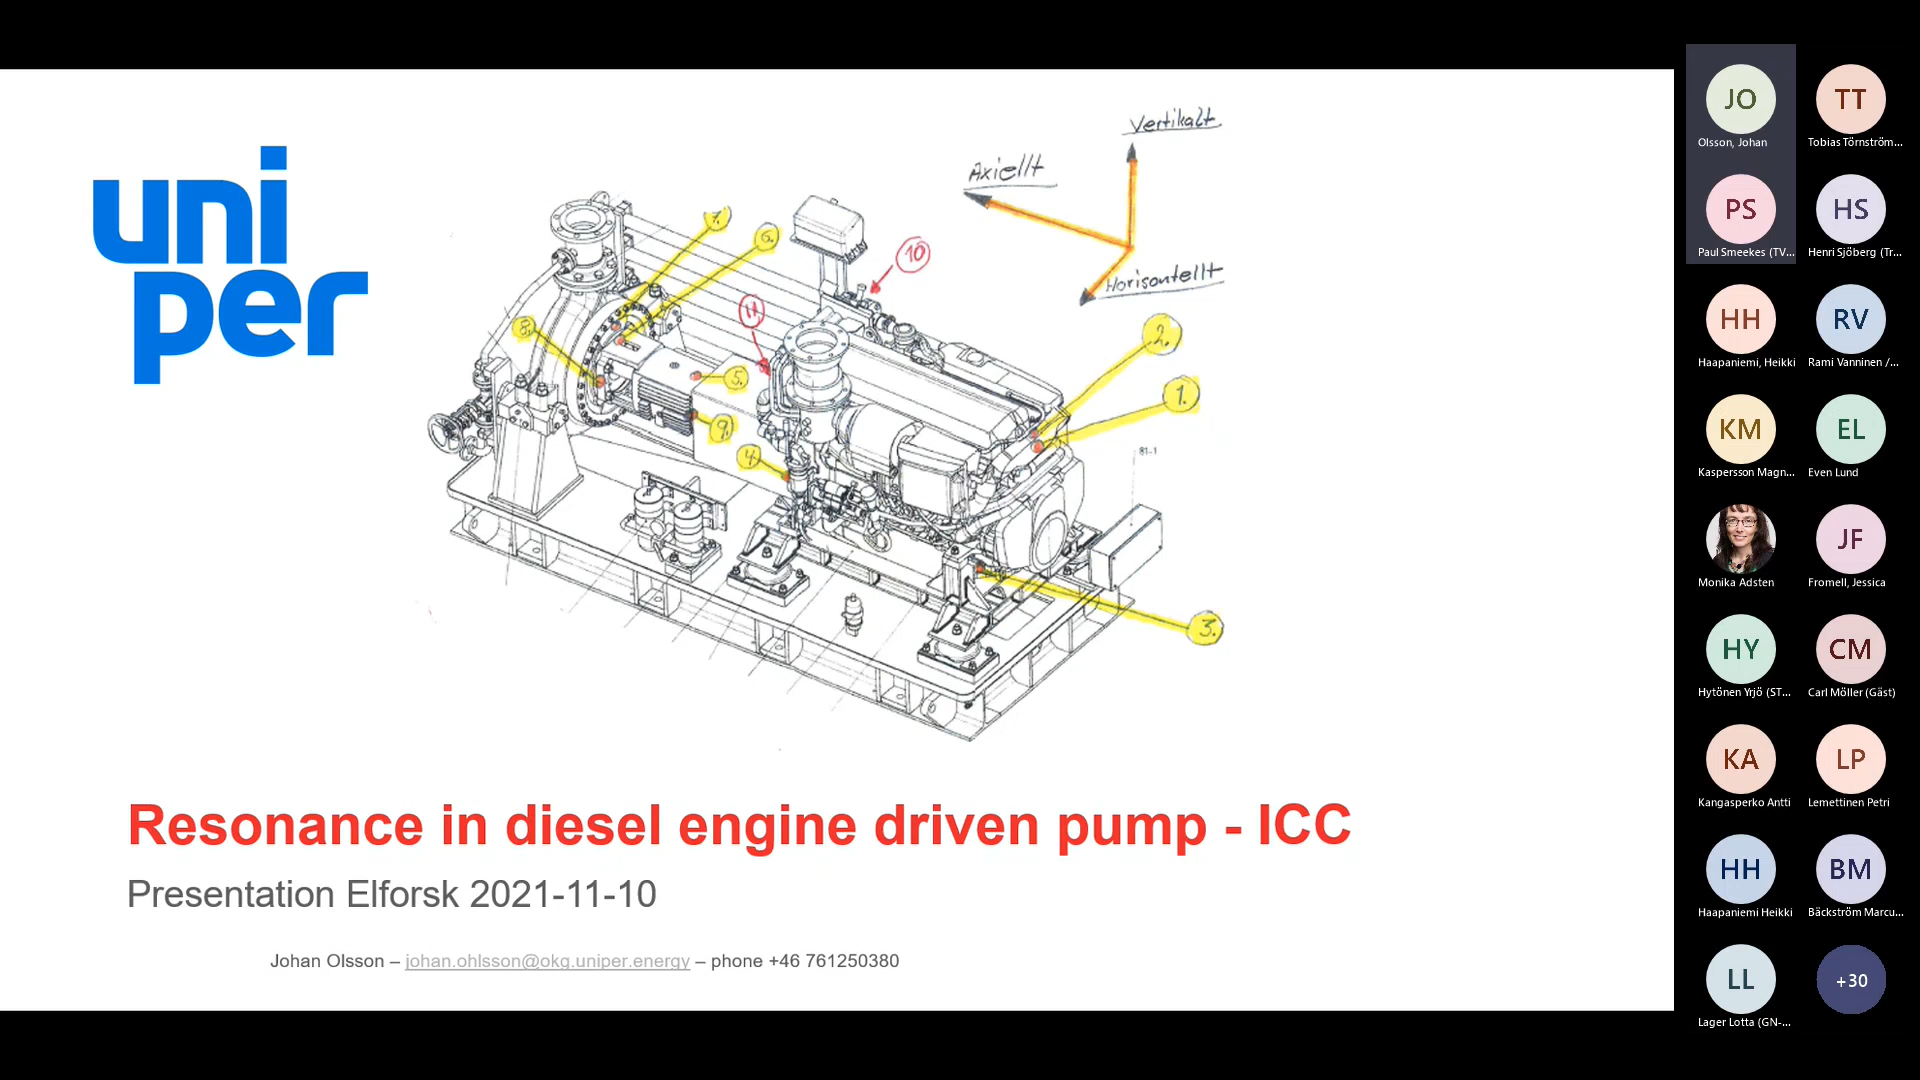 uni
per
Vertikalt
Axiellt
Horisontellt
7.
6.
10
11.
8.
5.
9.
4
2.
1.
81-1
3.
Resonance in diesel engine driven pump - ICC
Presentation Elforsk 2021-11-10
Johan Olsson – johan.ohlsson@okg.uniper.energy – phone +46 761250380
JO
Olsson, Johan
TT
Tobias Törnström...
PS
Paul Smeekes (TV...
HS
Henri Sjöberg (Tr...
HH
Haapaniemi, Heikki
RV
Rami Vanninen /...
KM
Kaspersson Magn...
EL
Even Lund
Monika Adsten
JF
Fromell, Jessica
HY
Hytönen Yrjö (ST...
CM
Carl Möller (Gäst)
KA
Kangasperko Antti
LP
Lemettinen Petri
HH
Haapaniemi Heikki
BM
Bäckström Marcu...
LL
Lager Lotta (GN-...
+30